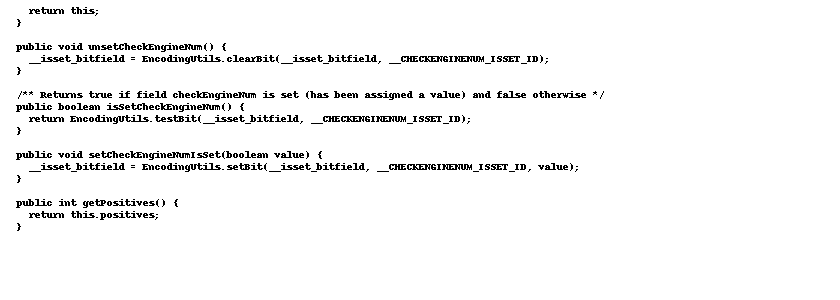 return this;
}
public void unsetCheckEngineNum() {
__isset_bitfield = EncodingUtils.clearBit(__isset_bitfield, __CHECKENGINENUM_ISSET_ID);
}
/** Returns true if field checkEngineNum is set (has been assigned a value) and false otherwise */
public boolean isSetCheckEngineNum() {
return EncodingUtils.testBit(__isset_bitfield, __CHECKENGINENUM_ISSET_ID);
}
public void setCheckEngineNumIsSet(boolean value) {
__isset_bitfield = EncodingUtils.setBit(__isset_bitfield, __CHECKENGINENUM_ISSET_ID, value);
}
public int getPositives() {
return this.positives;
}